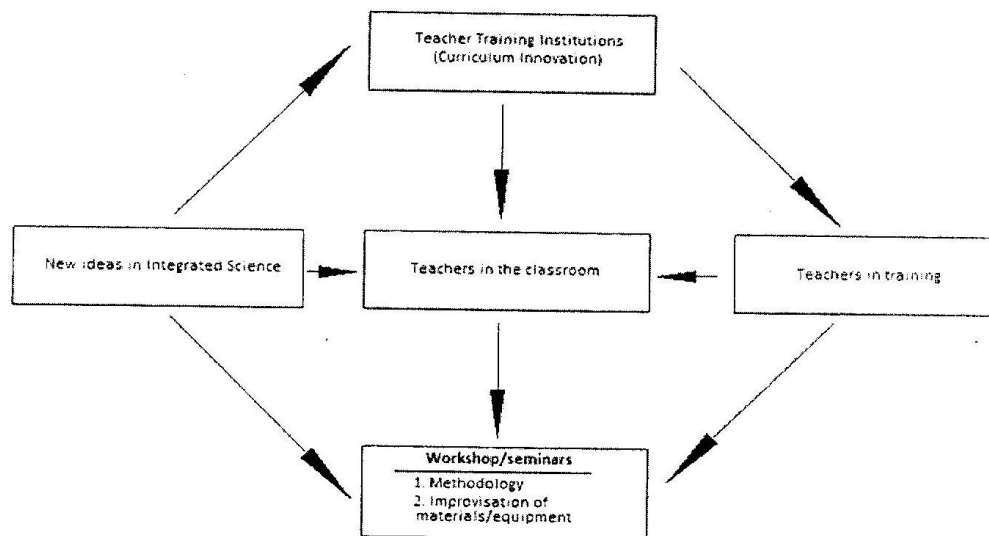 Teacher Training Institutions
(Curriculum Innovation)
New ideas in Integrated Science
Teachers in the classroom
Teachers in training
Workshop/seminars
1. Methodology
2. Improvisation of
materials/equipment